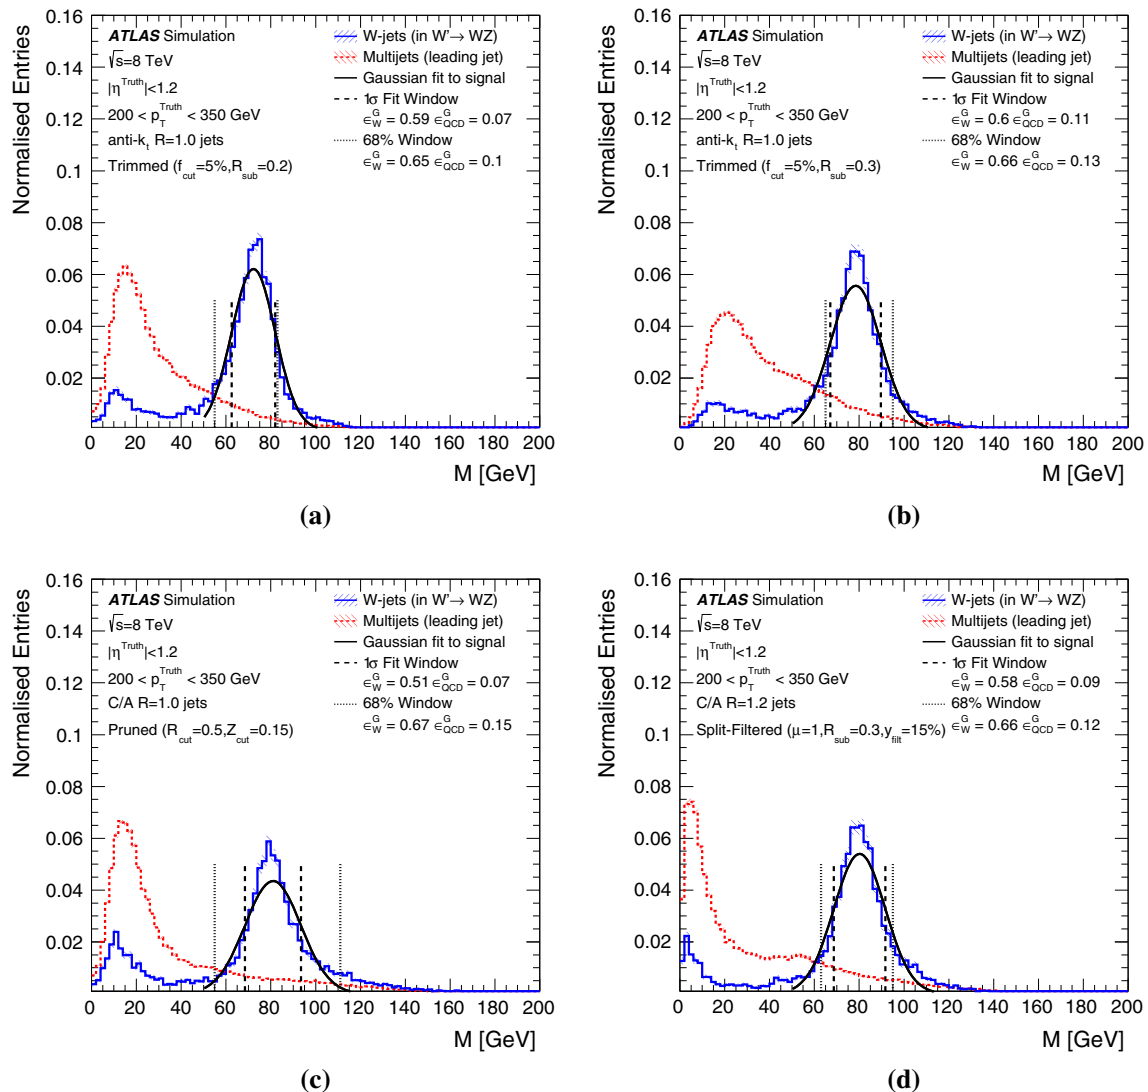 Normalised Entries
0.16
0.14
0.12
0.1
0.08
0.06
0.04
0.02
ATLAS Simulation
√s=8 TeV
|η^Truth|<1.2
200 < p_T^Truth < 350 GeV
anti-k_t R=1.0 jets
Trimmed (f_cut=5%,R_sub=0.2)
W-jets (in W'→ WZ)
Multijets (leading jet)
Gaussian fit to signal
1σ Fit Window
ϵ_W^G = 0.59 ϵ_QCD^G = 0.07
68% Window
ϵ_W^G = 0.65 ϵ_QCD^G = 0.1
0 20 40 60 80 100 120 140 160 180 200
M [GeV]
(a)
Normalised Entries
0.16
0.14
0.12
0.1
0.08
0.06
0.04
0.02
ATLAS Simulation
√s=8 TeV
|η^Truth|<1.2
200 < p_T^Truth < 350 GeV
anti-k_t R=1.0 jets
Trimmed (f_cut=5%,R_sub=0.3)
W-jets (in W'→ WZ)
Multijets (leading jet)
Gaussian fit to signal
1σ Fit Window
ϵ_W^G = 0.6 ϵ_QCD^G = 0.11
68% Window
ϵ_W^G = 0.66 ϵ_QCD^G = 0.13
0 20 40 60 80 100 120 140 160 180 200
M [GeV]
(b)
Normalised Entries
0.16
0.14
0.12
0.1
0.08
0.06
0.04
0.02
ATLAS Simulation
√s=8 TeV
|η^Truth|<1.2
200 < p_T^Truth < 350 GeV
C/A R=1.0 jets
Pruned (R_cut=0.5,Z_cut=0.15)
W-jets (in W'→ WZ)
Multijets (leading jet)
Gaussian fit to signal
1σ Fit Window
ϵ_W^G = 0.51 ϵ_QCD^G = 0.07
68% Window
ϵ_W^G = 0.67 ϵ_QCD^G = 0.15
0 20 40 60 80 100 120 140 160 180 200
M [GeV]
(c)
Normalised Entries
0.16
0.14
0.12
0.1
0.08
0.06
0.04
0.02
ATLAS Simulation
√s=8 TeV
|η^Truth|<1.2
200 < p_T^Truth < 350 GeV
C/A R=1.2 jets
Split-Filtered (μ=1,R_sub=0.3,y_filt=15%)
W-jets (in W'→ WZ)
Multijets (leading jet)
Gaussian fit to signal
1σ Fit Window
ϵ_W^G = 0.58 ϵ_QCD^G = 0.09
68% Window
ϵ_W^G = 0.66 ϵ_QCD^G = 0.12
0 20 40 60 80 100 120 140 160 180 200
M [GeV]
(d)